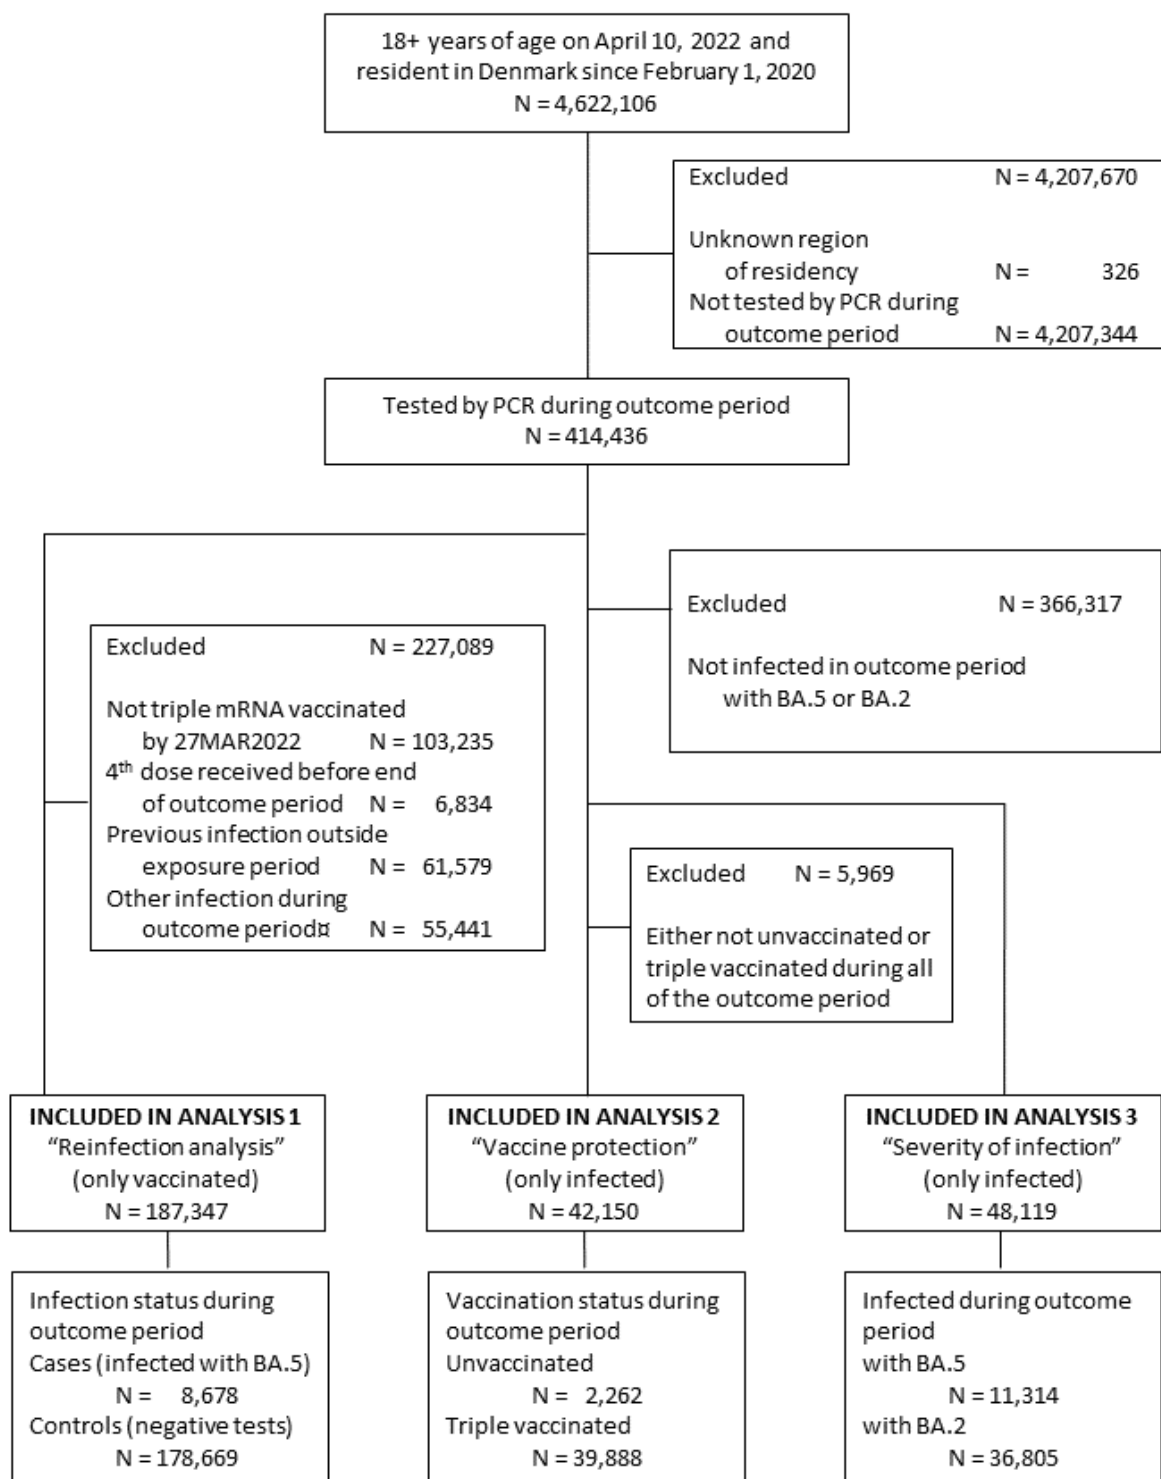 18+ years of age on April 10, 2022 and
resident in Denmark since February 1, 2020
N = 4,622,106
Excluded N = 4,207,670
Unknown region
of residency N = 326
Not tested by PCR during
outcome period N = 4,207,344
Tested by PCR during outcome period
N = 414,436
Excluded N = 366,317
Not infected in outcome period
with BA.5 or BA.2
Excluded N = 227,089
Not triple mRNA vaccinated
by 27MAR2022 N = 103,235
4th dose received before end
of outcome period N = 6,834
Previous infection outside
exposure period N = 61,579
Other infection during
outcome period¤ N = 55,441
Excluded N = 5,969
Either not unvaccinated or
triple vaccinated during all
of the outcome period
INCLUDED IN ANALYSIS 1
“Reinfection analysis”
(only vaccinated)
N = 187,347
INCLUDED IN ANALYSIS 2
“Vaccine protection”
(only infected)
N = 42,150
INCLUDED IN ANALYSIS 3
“Severity of infection”
(only infected)
N = 48,119
Infection status during
outcome period
Cases (infected with BA.5)
N = 8,678
Controls (negative tests)
N = 178,669
Vaccination status during
outcome period
Unvaccinated
N = 2,262
Triple vaccinated
N = 39,888
Infected during outcome
period
with BA.5
N = 11,314
with BA.2
N = 36,805